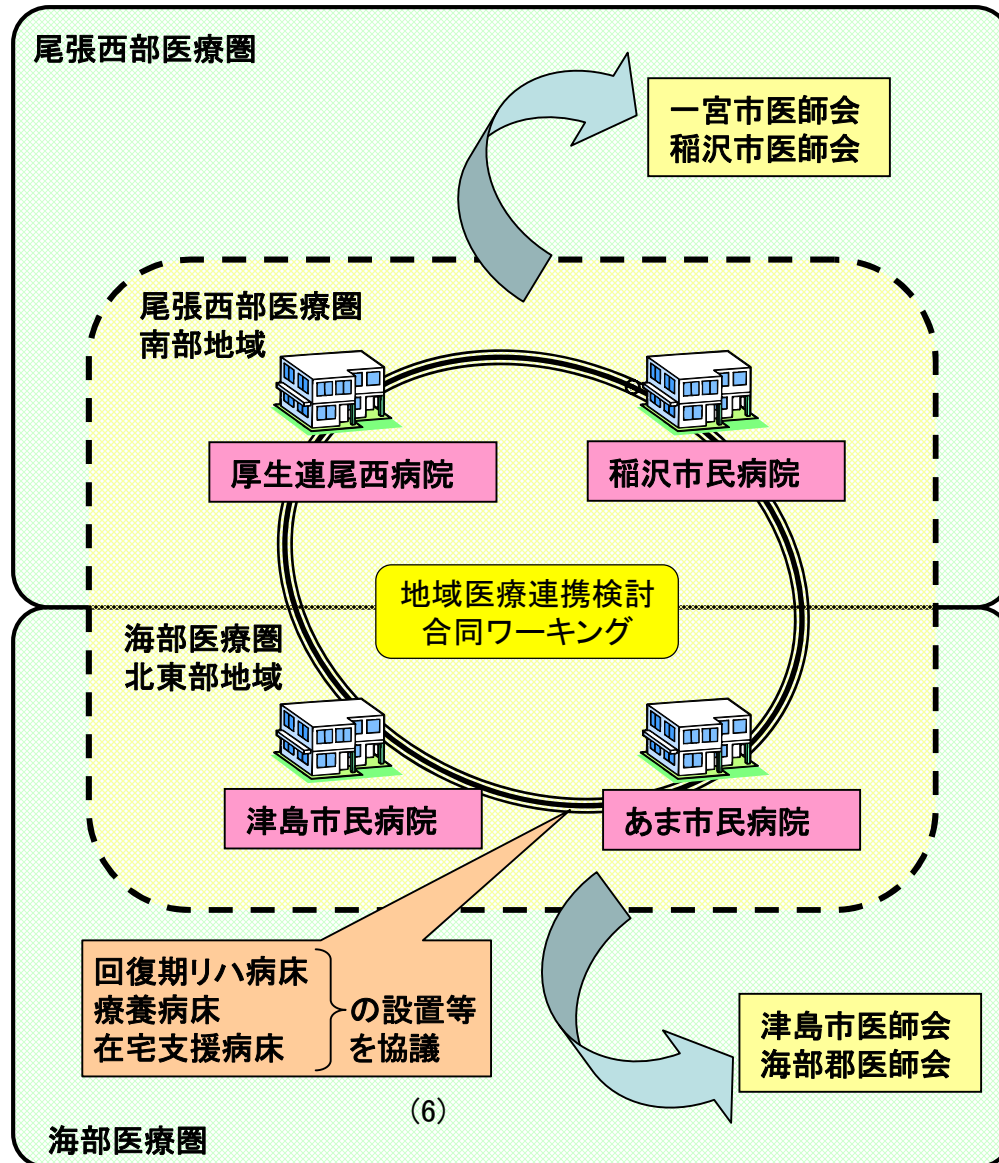 尾張西部医療圏
一宮市医師会
稲沢市医師会
尾張西部医療圏
南部地域
厚生連尾西病院
稲沢市民病院
地域医療連携検討
合同ワーキング
海部医療圏
北東部地域
津島市民病院
あま市民病院
回復期リハ病床
療養病床
在宅支援病床
の設置等
を協議
津島市医師会
海部郡医師会
(6)
海部医療圏